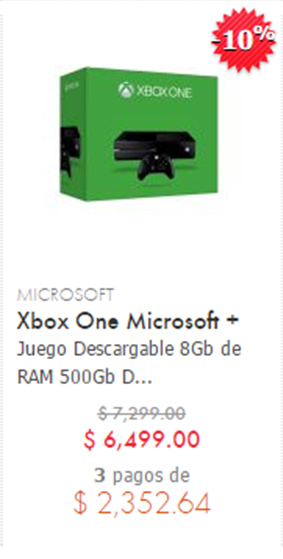 -10%
XBOX ONE
MICROSOFT
Xbox One Microsoft +
Juego Descargable 8Gb de
RAM 500Gb D...
$ 7,299.00
$ 6,499.00
3 pagos de
$ 2,352.64